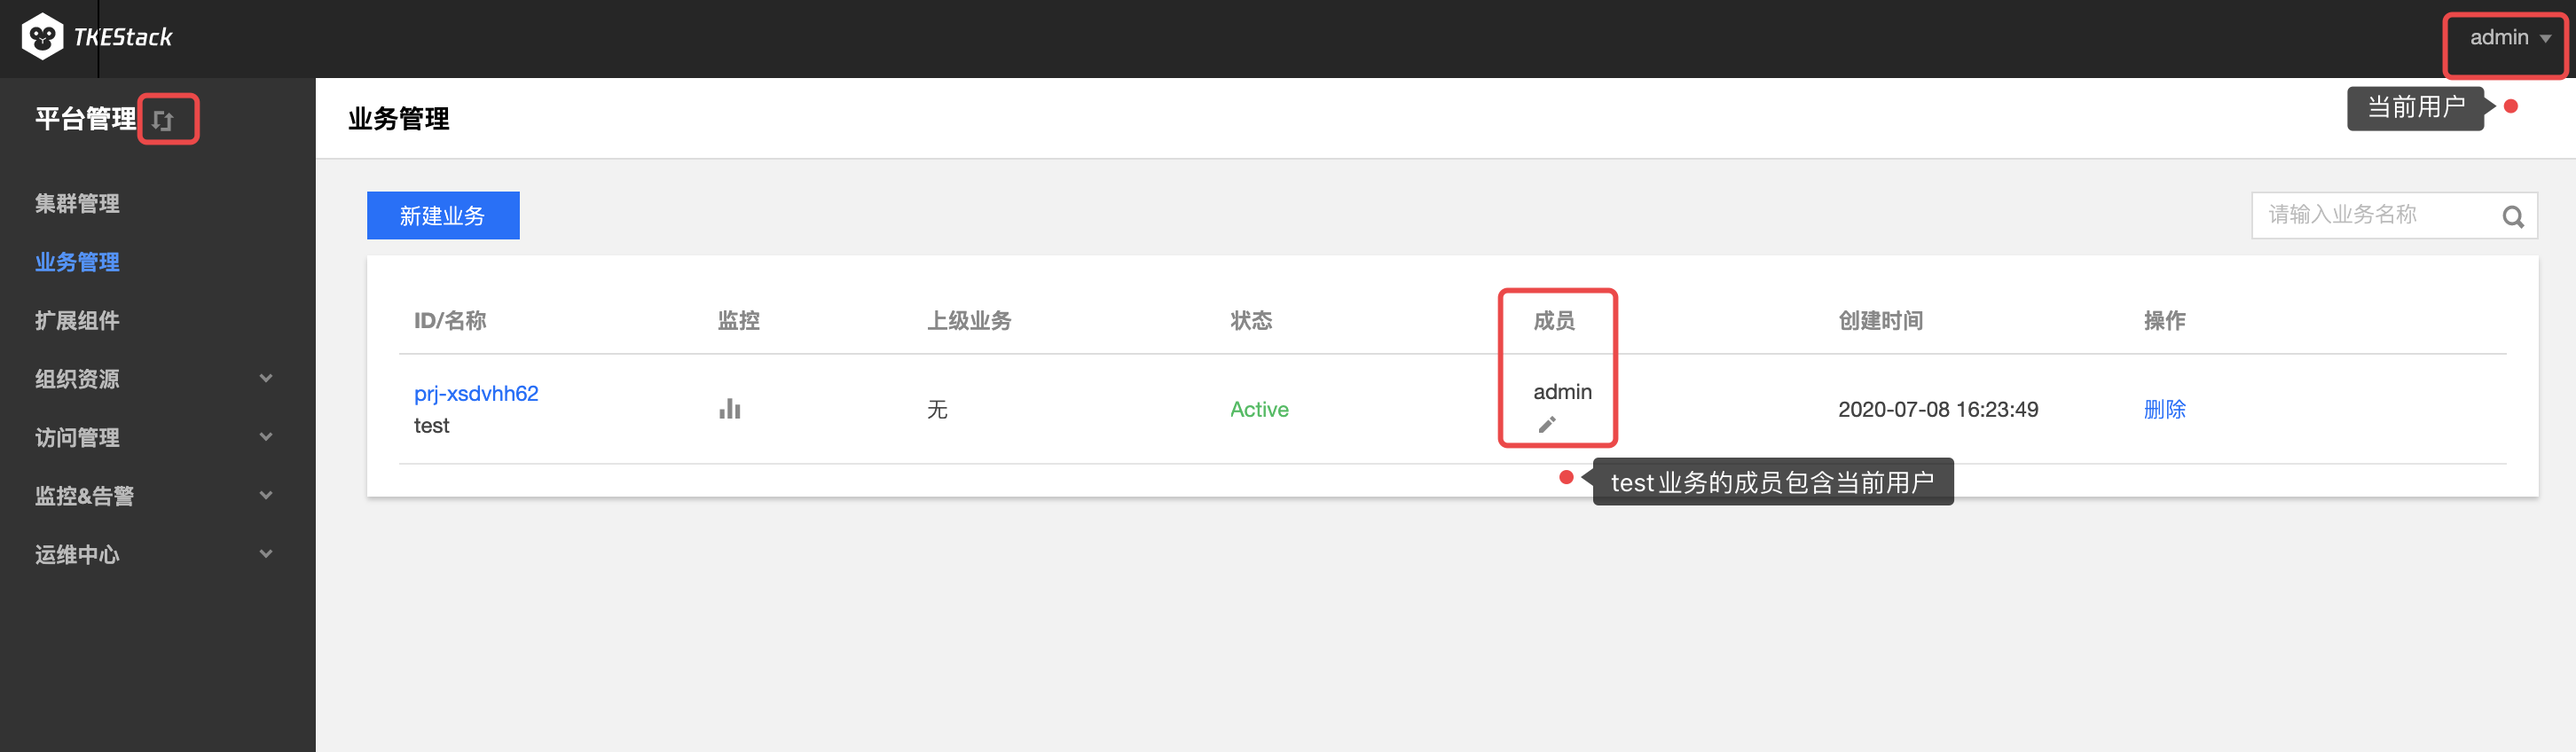 TKEStack
admin
平台管理
业务管理
当前用户
集群管理
业务管理
扩展组件
组织资源
访问管理
监控&告警
运维中心
新建业务
请输入业务名称
ID/名称 监控 上级业务 状态 成员 创建时间 操作
prj-xsdvhh62
test
无 Active admin 2020-07-08 16:23:49 删除
test业务的成员包含当前用户